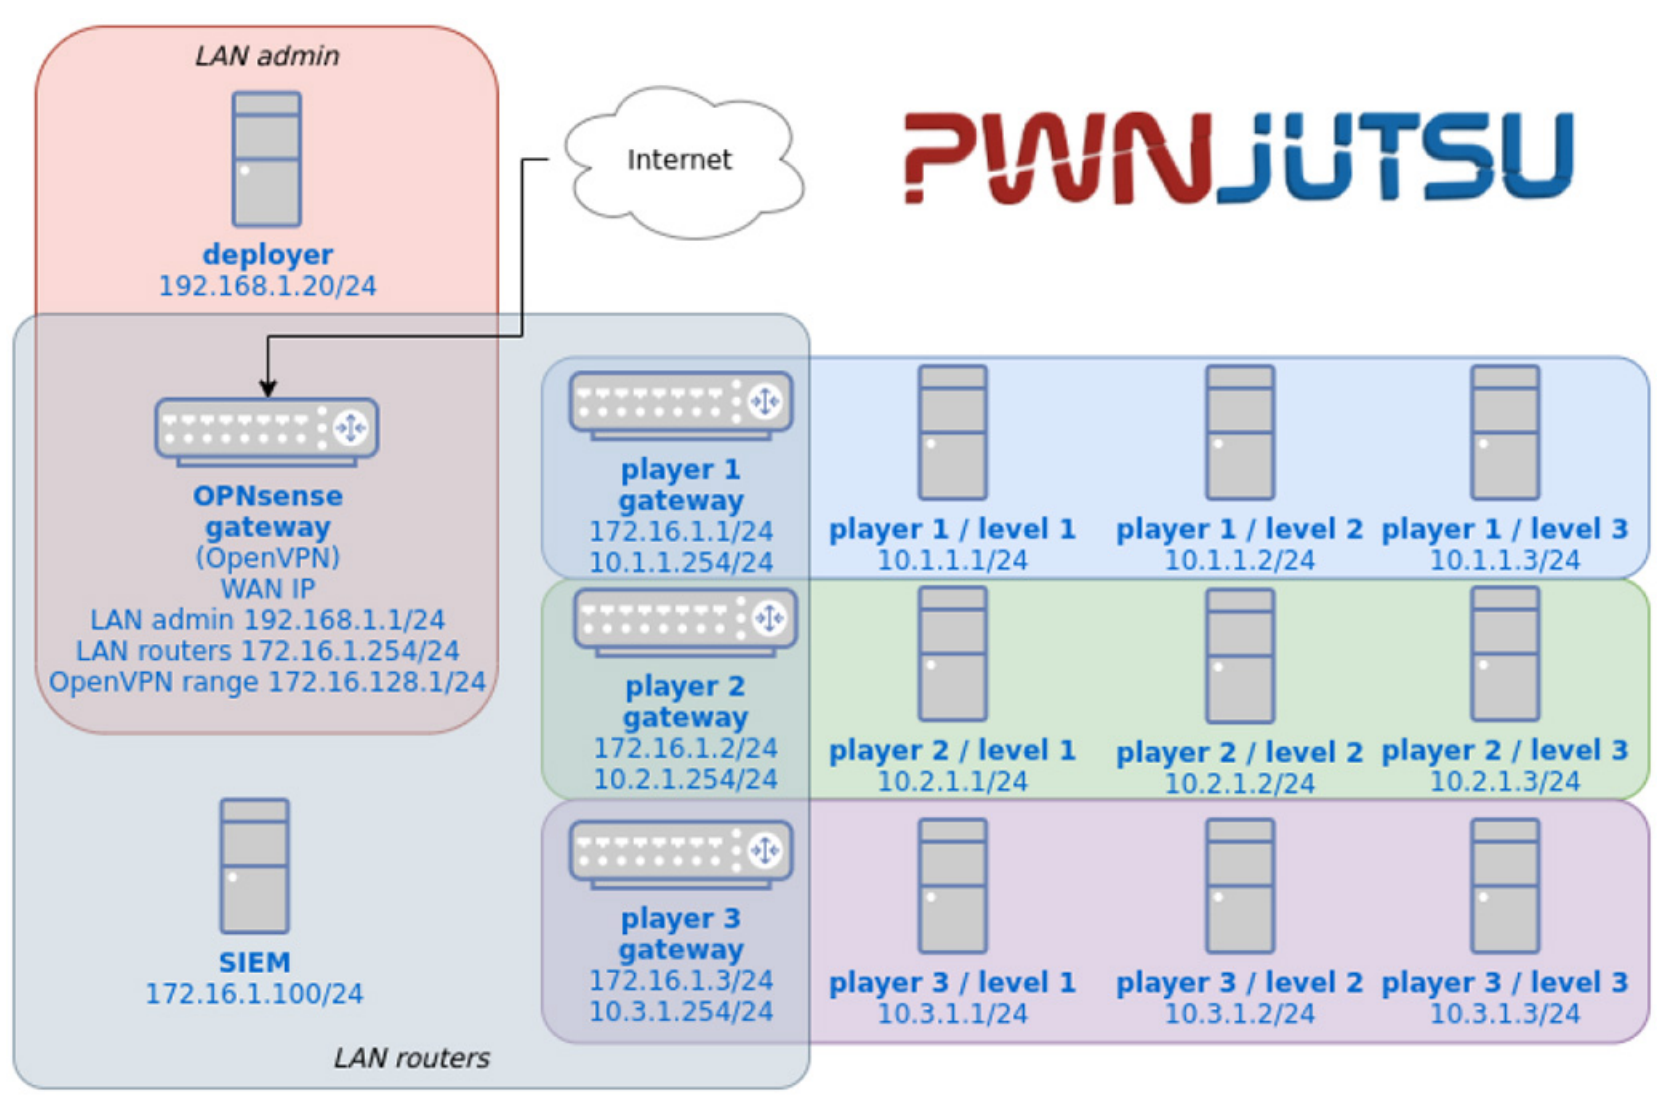 LAN admin
deployer
192.168.1.20/24
Internet
PWNJUTSU
OPNsense
gateway
(OpenVPN)
WAN IP
LAN admin 192.168.1.1/24
LAN routers 172.16.1.254/24
OpenVPN range 172.16.128.1/24
SIEM
172.16.1.100/24
LAN routers
player 1
gateway
172.16.1.1/24
10.1.1.254/24
player 1 / level 1
10.1.1.1/24
player 1 / level 2
10.1.1.2/24
player 1 / level 3
10.1.1.3/24
player 2
gateway
172.16.1.2/24
10.2.1.254/24
player 2 / level 1
10.2.1.1/24
player 2 / level 2
10.2.1.2/24
player 2 / level 3
10.2.1.3/24
player 3
gateway
172.16.1.3/24
10.3.1.254/24
player 3 / level 1
10.3.1.1/24
player 3 / level 2
10.3.1.2/24
player 3 / level 3
10.3.1.3/24